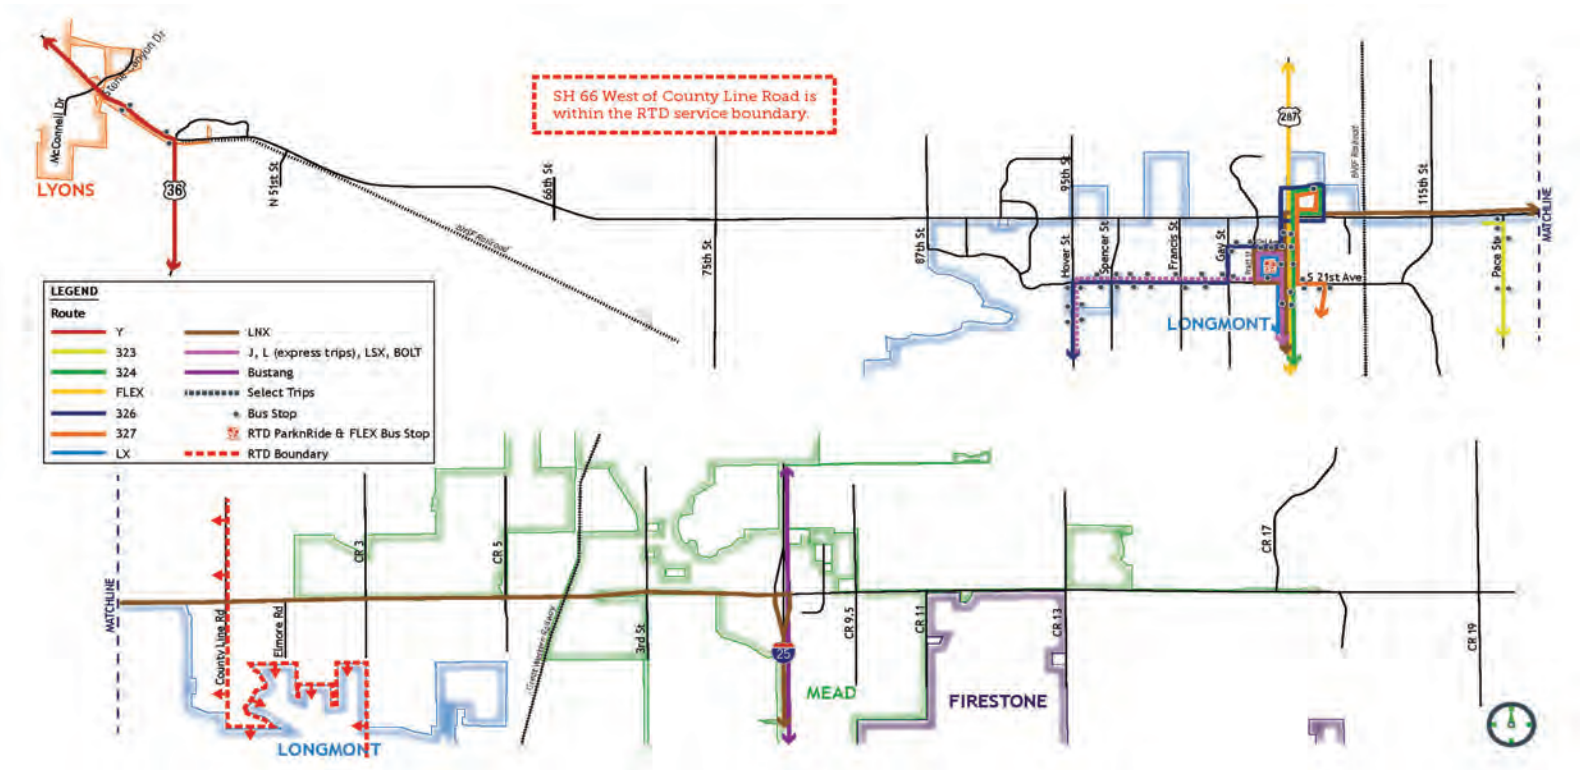 Stone Canyon Dr
McConnell Dr
LYONS
36
N 51st St
BNSF Railroad
66th St
SH 66 West of County Line Road is
within the RTD service boundary.
75th St
87th St
95th St
Hover St
Spencer St
Francis St
Gay St
287
BNSF Railroad
115th St
S 21st Ave
Pace St
LONGMONT
MATCHLINE
LEGEND
Route
Y
323
324
FLEX
326
327
LX
LNX
J, L (express trips), LSX, BOLT
Bustang
Select Trips
Bus Stop
RTD ParknRide & FLEX Bus Stop
RTD Boundary
MATCHLINE
County Line Rd
Elmore Rd
CR 3
CR 5
Great Western Railway
3rd St
25
CR 9.5
CR 11
CR 13
CR 17
CR 19
MEAD
FIRESTONE
LONGMONT